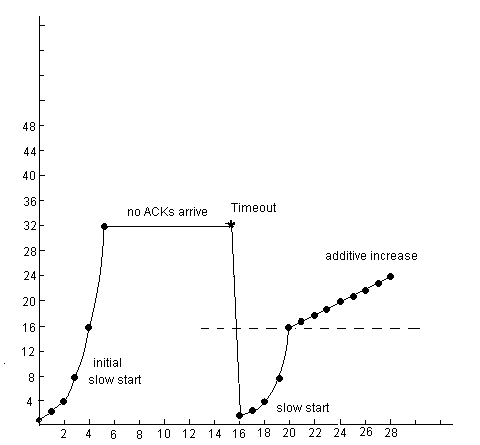 48
44
40
36
no ACKs arrive
Timeout
32
28
additive increase
24
20
16
12
initial
slow start
8
slow start
4
2 4 6 8 10 12 14 16 18 20 22 24 26 28